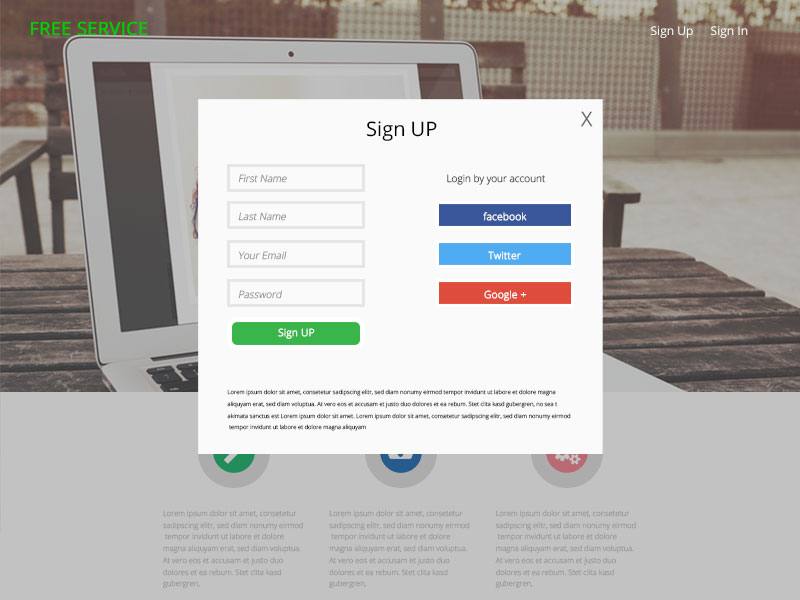 FREE SERVICE
Sign Up
Sign In
Sign UP
X
First Name
Last Name
Your Email
Password
Sign UP
Login by your account
facebook
Twitter
Google +
Lorem ipsum dolor sit amet, consetetur sadipscing elitr, sed diam nonumy eirmod tempor invidunt ut labore et dolore magna
aliquyam erat, sed diam voluptua. At vero eos et accusam et justo duo dolores et ea rebum. Stet clita kasd gubergren, no sea t
akimata sanctus est Lorem ipsum dolor sit amet. Lorem ipsum dolor sit amet, consetetur sadipscing elitr, sed diam nonumy eirmod
tempor invidunt ut labore et dolore magna aliquyam
Lorem ipsum dolor sit amet, consetetur
sadipscing elitr, sed diam nonumy eirmod
tempor invidunt ut labore et dolore
magna aliquyam erat, sed diam voluptua.
At vero eos et accusam et justo duo
dolores et ea rebum. Stet clita kasd
gubergren,
Lorem ipsum dolor sit amet, consetetur
sadipscing elitr, sed diam nonumy eirmod
tempor invidunt ut labore et dolore
magna aliquyam erat, sed diam voluptua.
At vero eos et accusam et justo duo
dolores et ea rebum. Stet clita kasd
gubergren,
Lorem ipsum dolor sit amet, consetetur
sadipscing elitr, sed diam nonumy eirmod
tempor invidunt ut labore et dolore
magna aliquyam erat, sed diam voluptua.
At vero eos et accusam et justo duo
dolores et ea rebum. Stet clita kasd
gubergren,